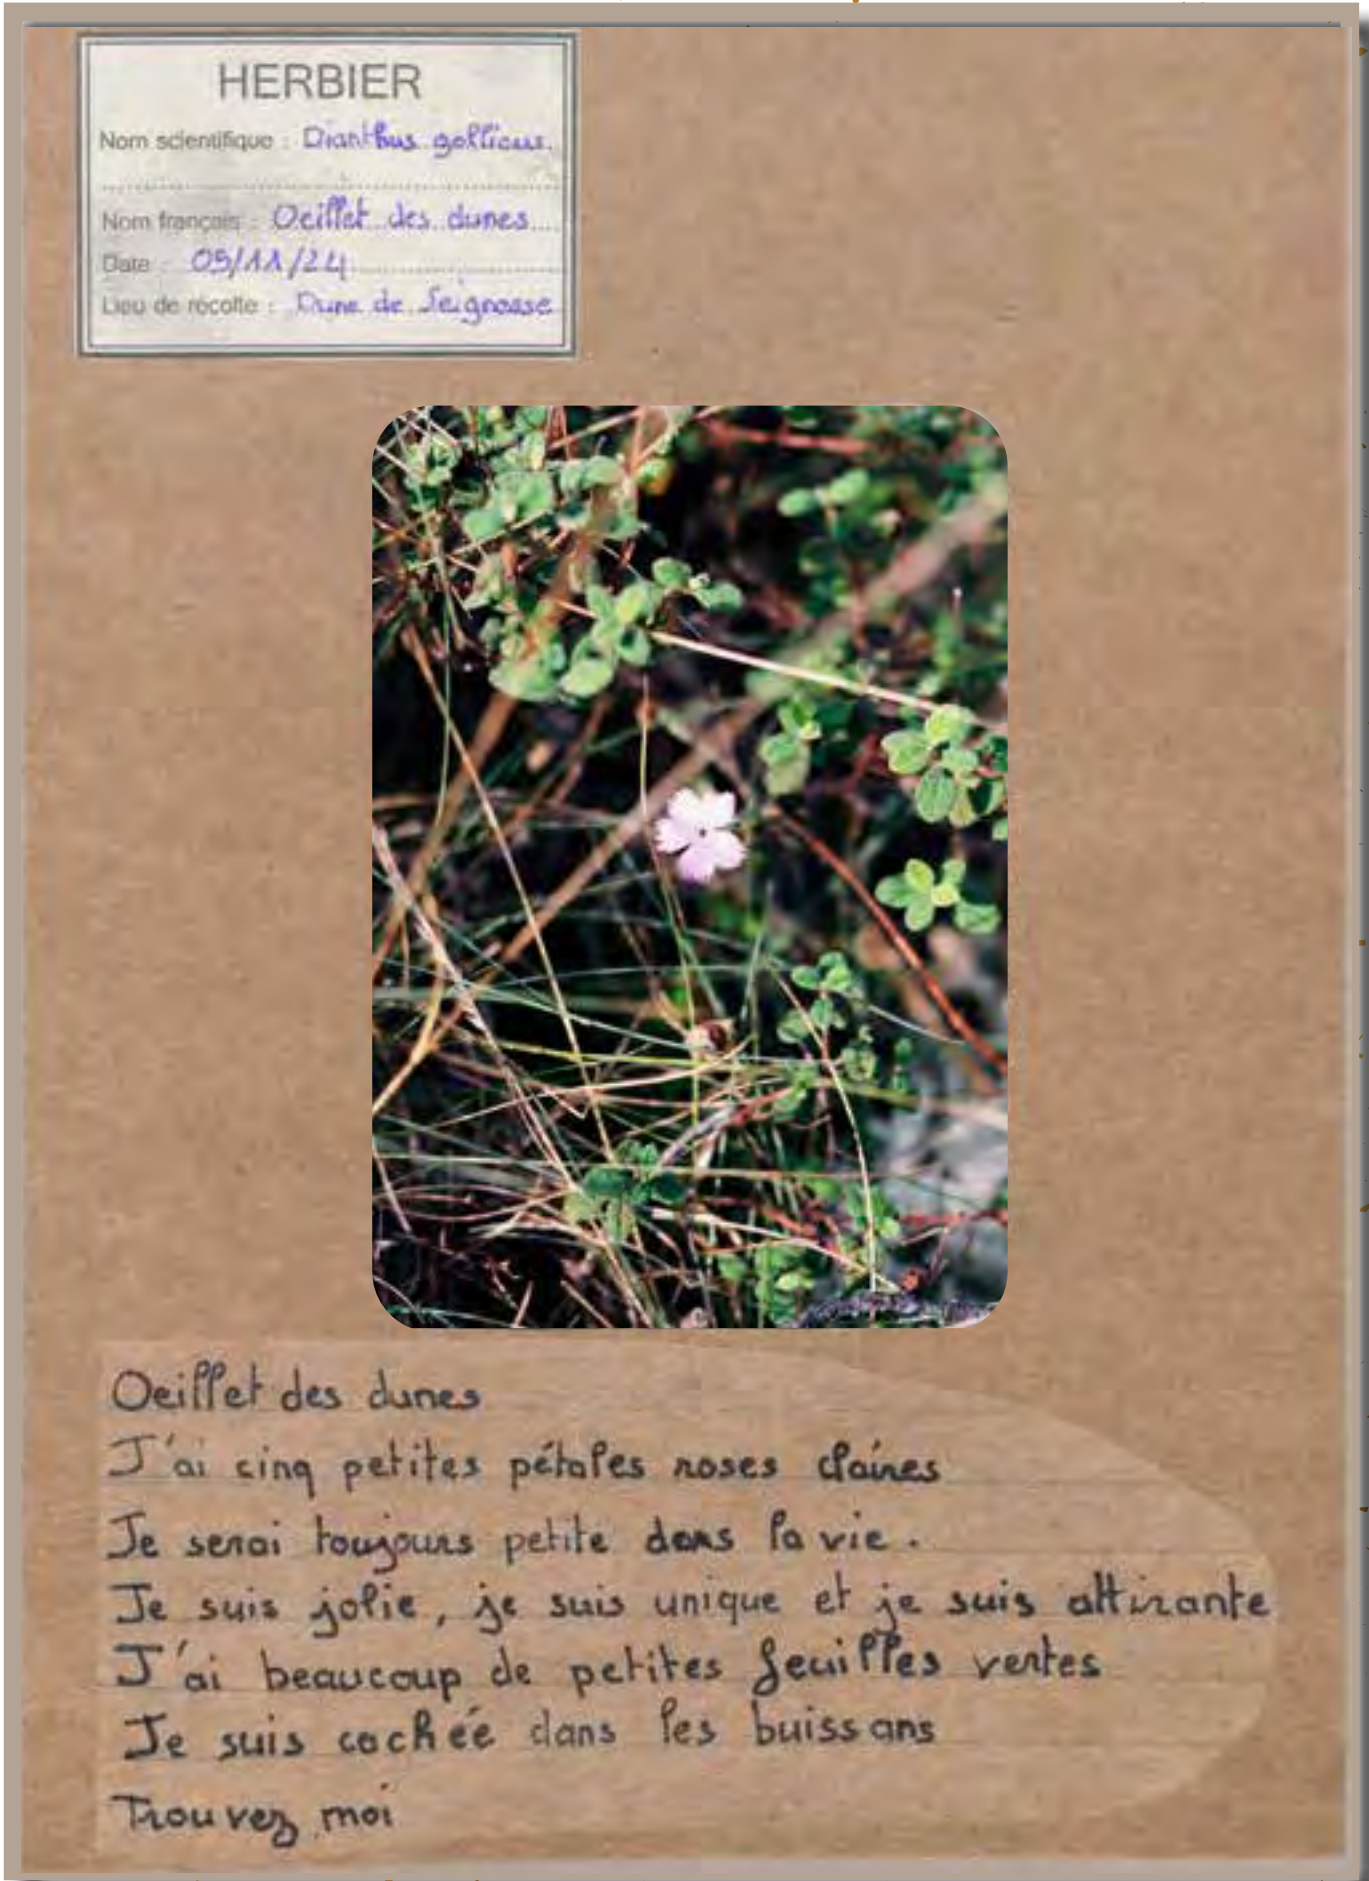 HERBIER
Nom scientifique : Dianthus gallicus.
Nom français : Oeillet des dunes
Date : 05/11/24
Lieu de récolte : Dune de Seignosse
Oeillet des dunes
J'ai cinq petites pétales roses claires
Je serai toujours petite dans la vie.
Je suis jolie, je suis unique et je suis attirante
J'ai beaucoup de petites feuilles vertes
Je suis cachée dans les buissons
Trouvez moi